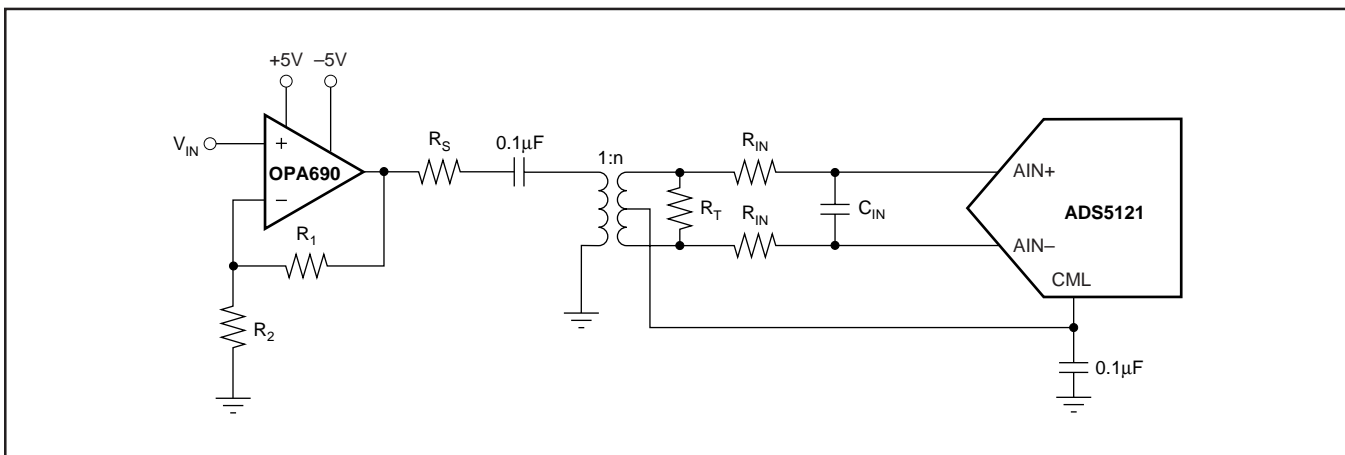 +5V
–5V
V_IN
+
OPA690
–
R_1
R_2
R_S
0.1µF
1:n
R_T
R_IN
R_IN
C_IN
AIN+
ADS5121
AIN–
CML
0.1µF